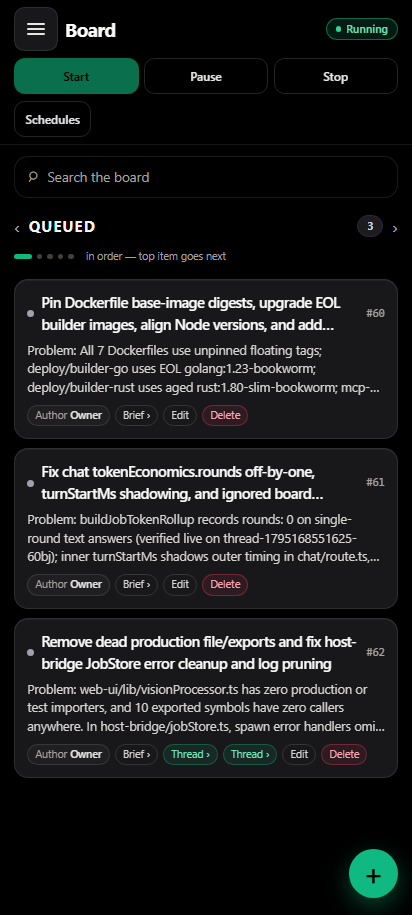 Board
Running
Start
Pause
Stop
Schedules
Search the board
‹ QUEUED 3 ›
in order — top item goes next
Pin Dockerfile base-image digests, upgrade EOL
builder images, align Node versions, and add…
#60
Problem: All 7 Dockerfiles use unpinned floating tags;
deploy/builder-go uses EOL golang:1.23-bookworm;
deploy/builder-rust uses aged rust:1.80-slim-bookworm; mcp-…
Author Owner Brief › Edit Delete
Fix chat tokenEconomics.rounds off-by-one,
turnStartMs shadowing, and ignored board…
#61
Problem: buildJobTokenRollup records rounds: 0 on single-
round text answers (verified live on thread-1795168551625-
60bj); inner turnStartMs shadows outer timing in chat/route.ts,…
Author Owner Brief › Edit Delete
Remove dead production file/exports and fix host-
bridge JobStore error cleanup and log pruning
#62
Problem: web-ui/lib/visionProcessor.ts has zero production or
test importers, and 10 exported symbols have zero callers
anywhere. In host-bridge/jobStore.ts, spawn error handlers omi…
Author Owner Brief › Thread › Thread › Edit Delete
+